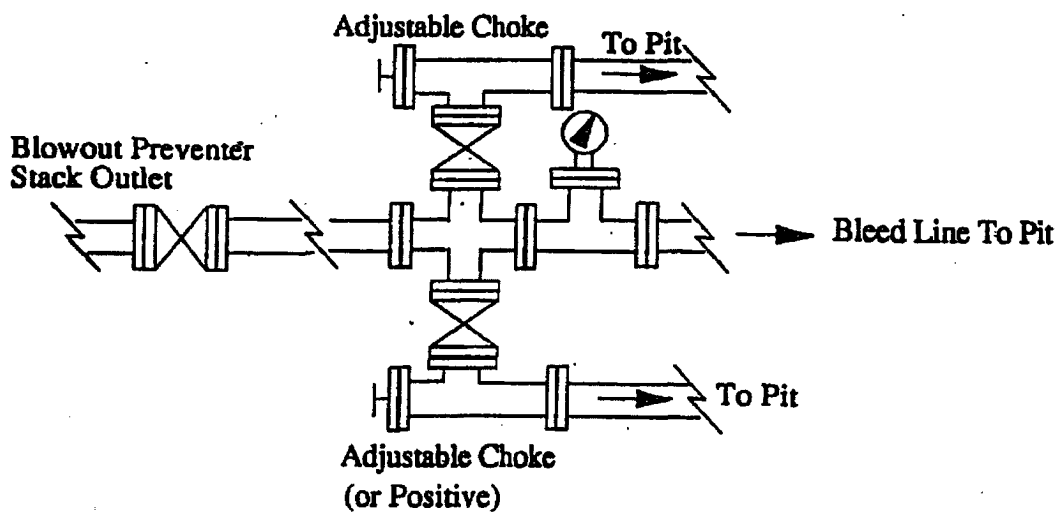 Adjustable Choke
To Pit
Blowout Preventer
Stack Outlet
Bleed Line To Pit
To Pit
Adjustable Choke
(or Positive)